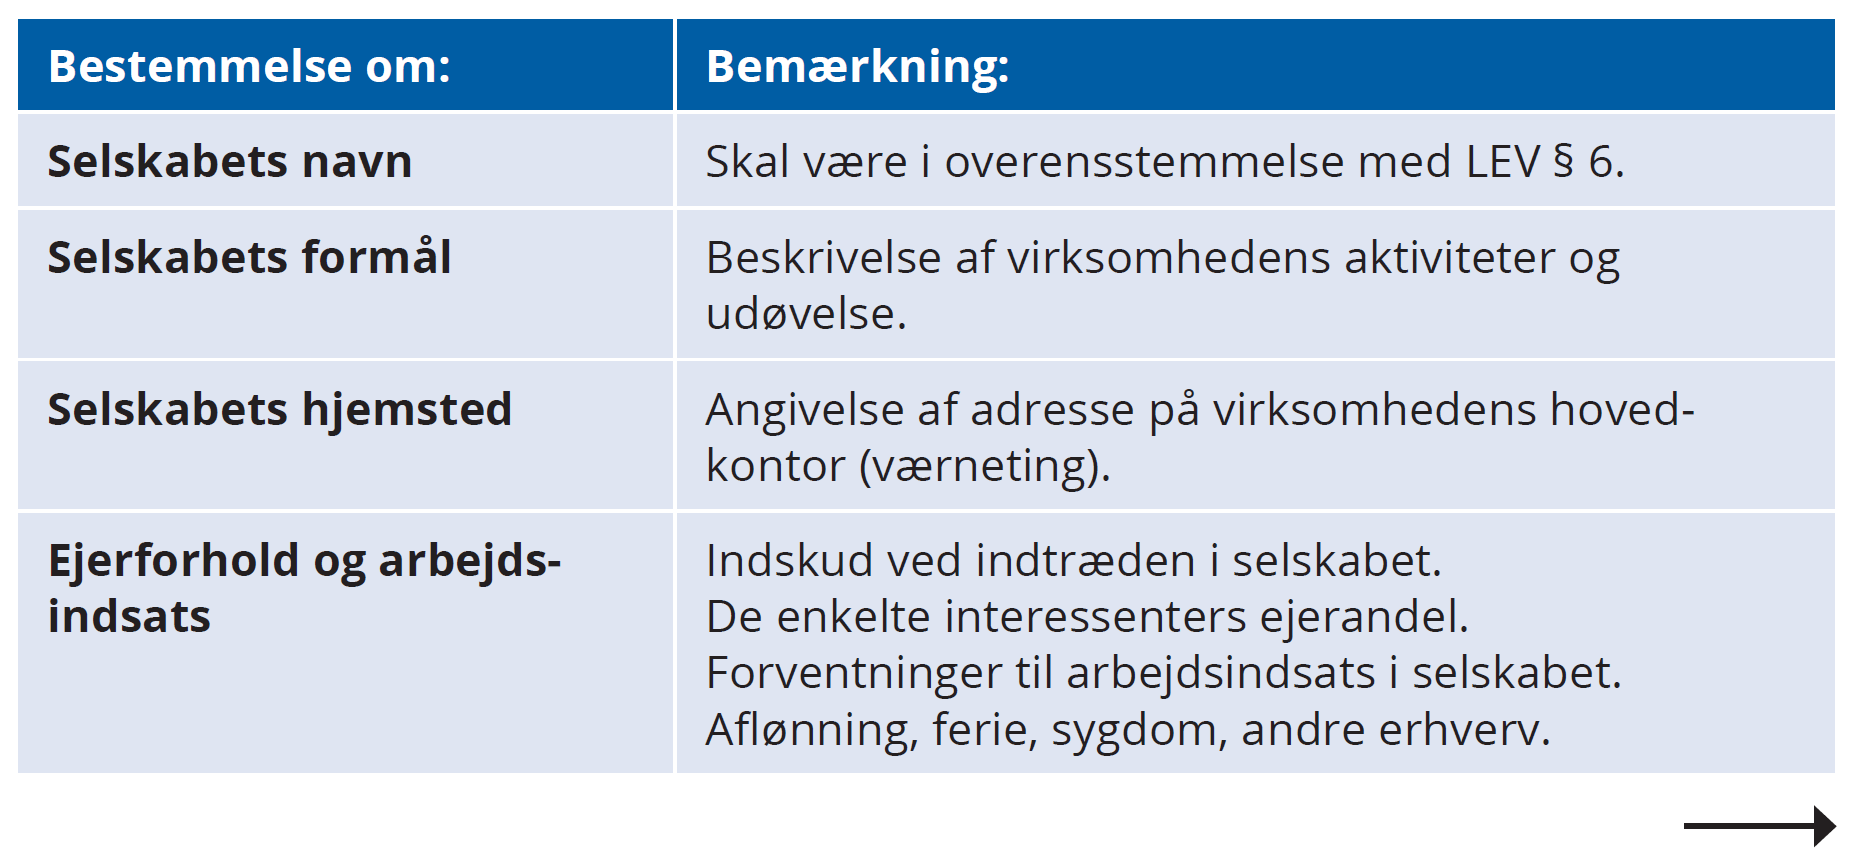 Bestemmelse om:
Bemærkning:
Selskabets navn
Skal være i overensstemmelse med LEV § 6.
Selskabets formål
Beskrivelse af virksomhedens aktiviteter og
udøvelse.
Selskabets hjemsted
Angivelse af adresse på virksomhedens hoved-
kontor (værneting).
Ejerforhold og arbejds-
indsats
Indskud ved indtræden i selskabet.
De enkelte interessenters ejerandel.
Forventninger til arbejdsindsats i selskabet.
Aflønning, ferie, sygdom, andre erhverv.